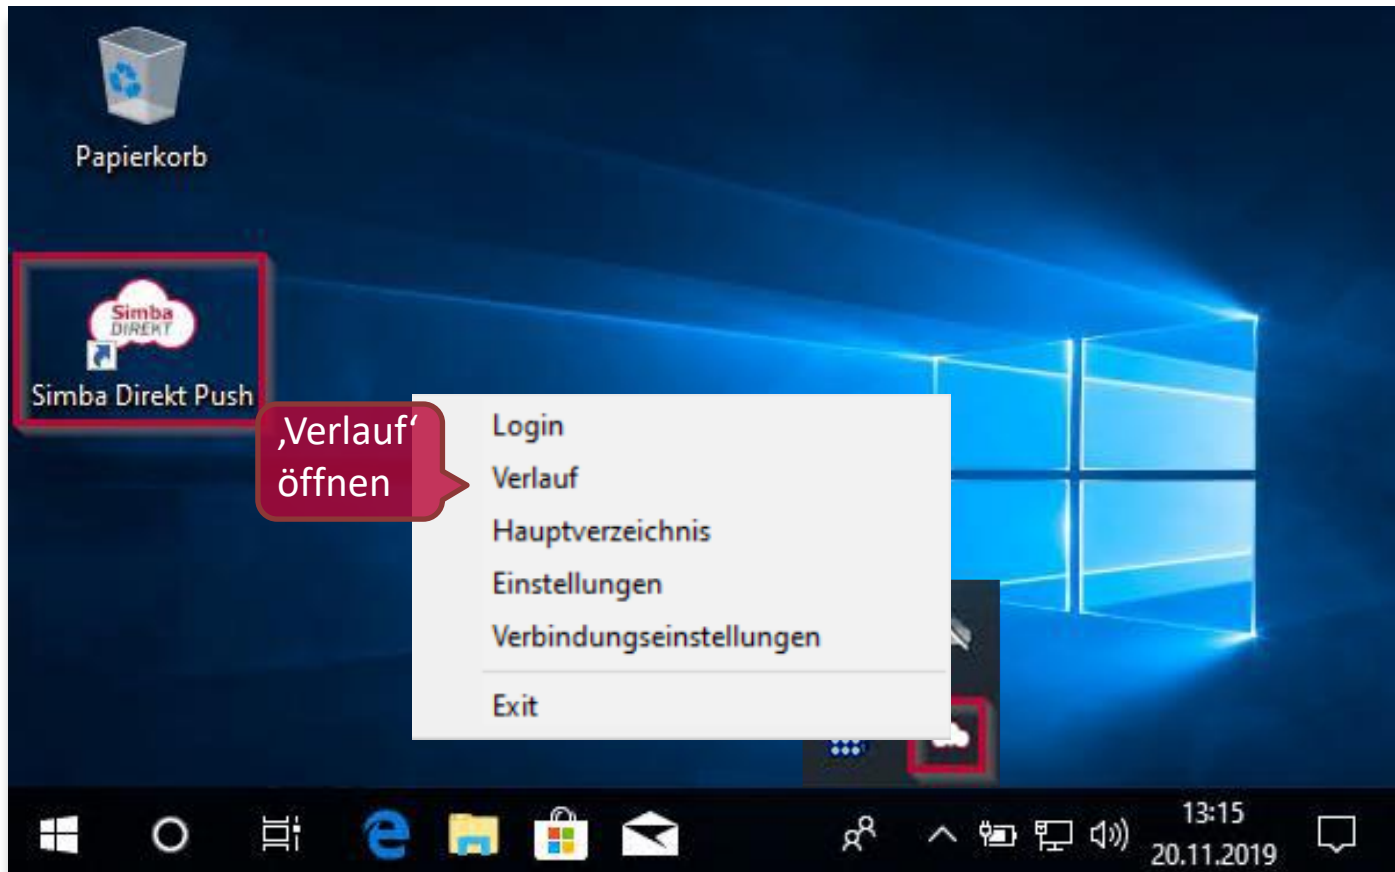 Papierkorb
Simba
DIREKT
Simba Direkt Push
‚Verlauf‘
öffnen
Login
Verlauf
Hauptverzeichnis
Einstellungen
Verbindungseinstellungen
Exit
13:15
20.11.2019